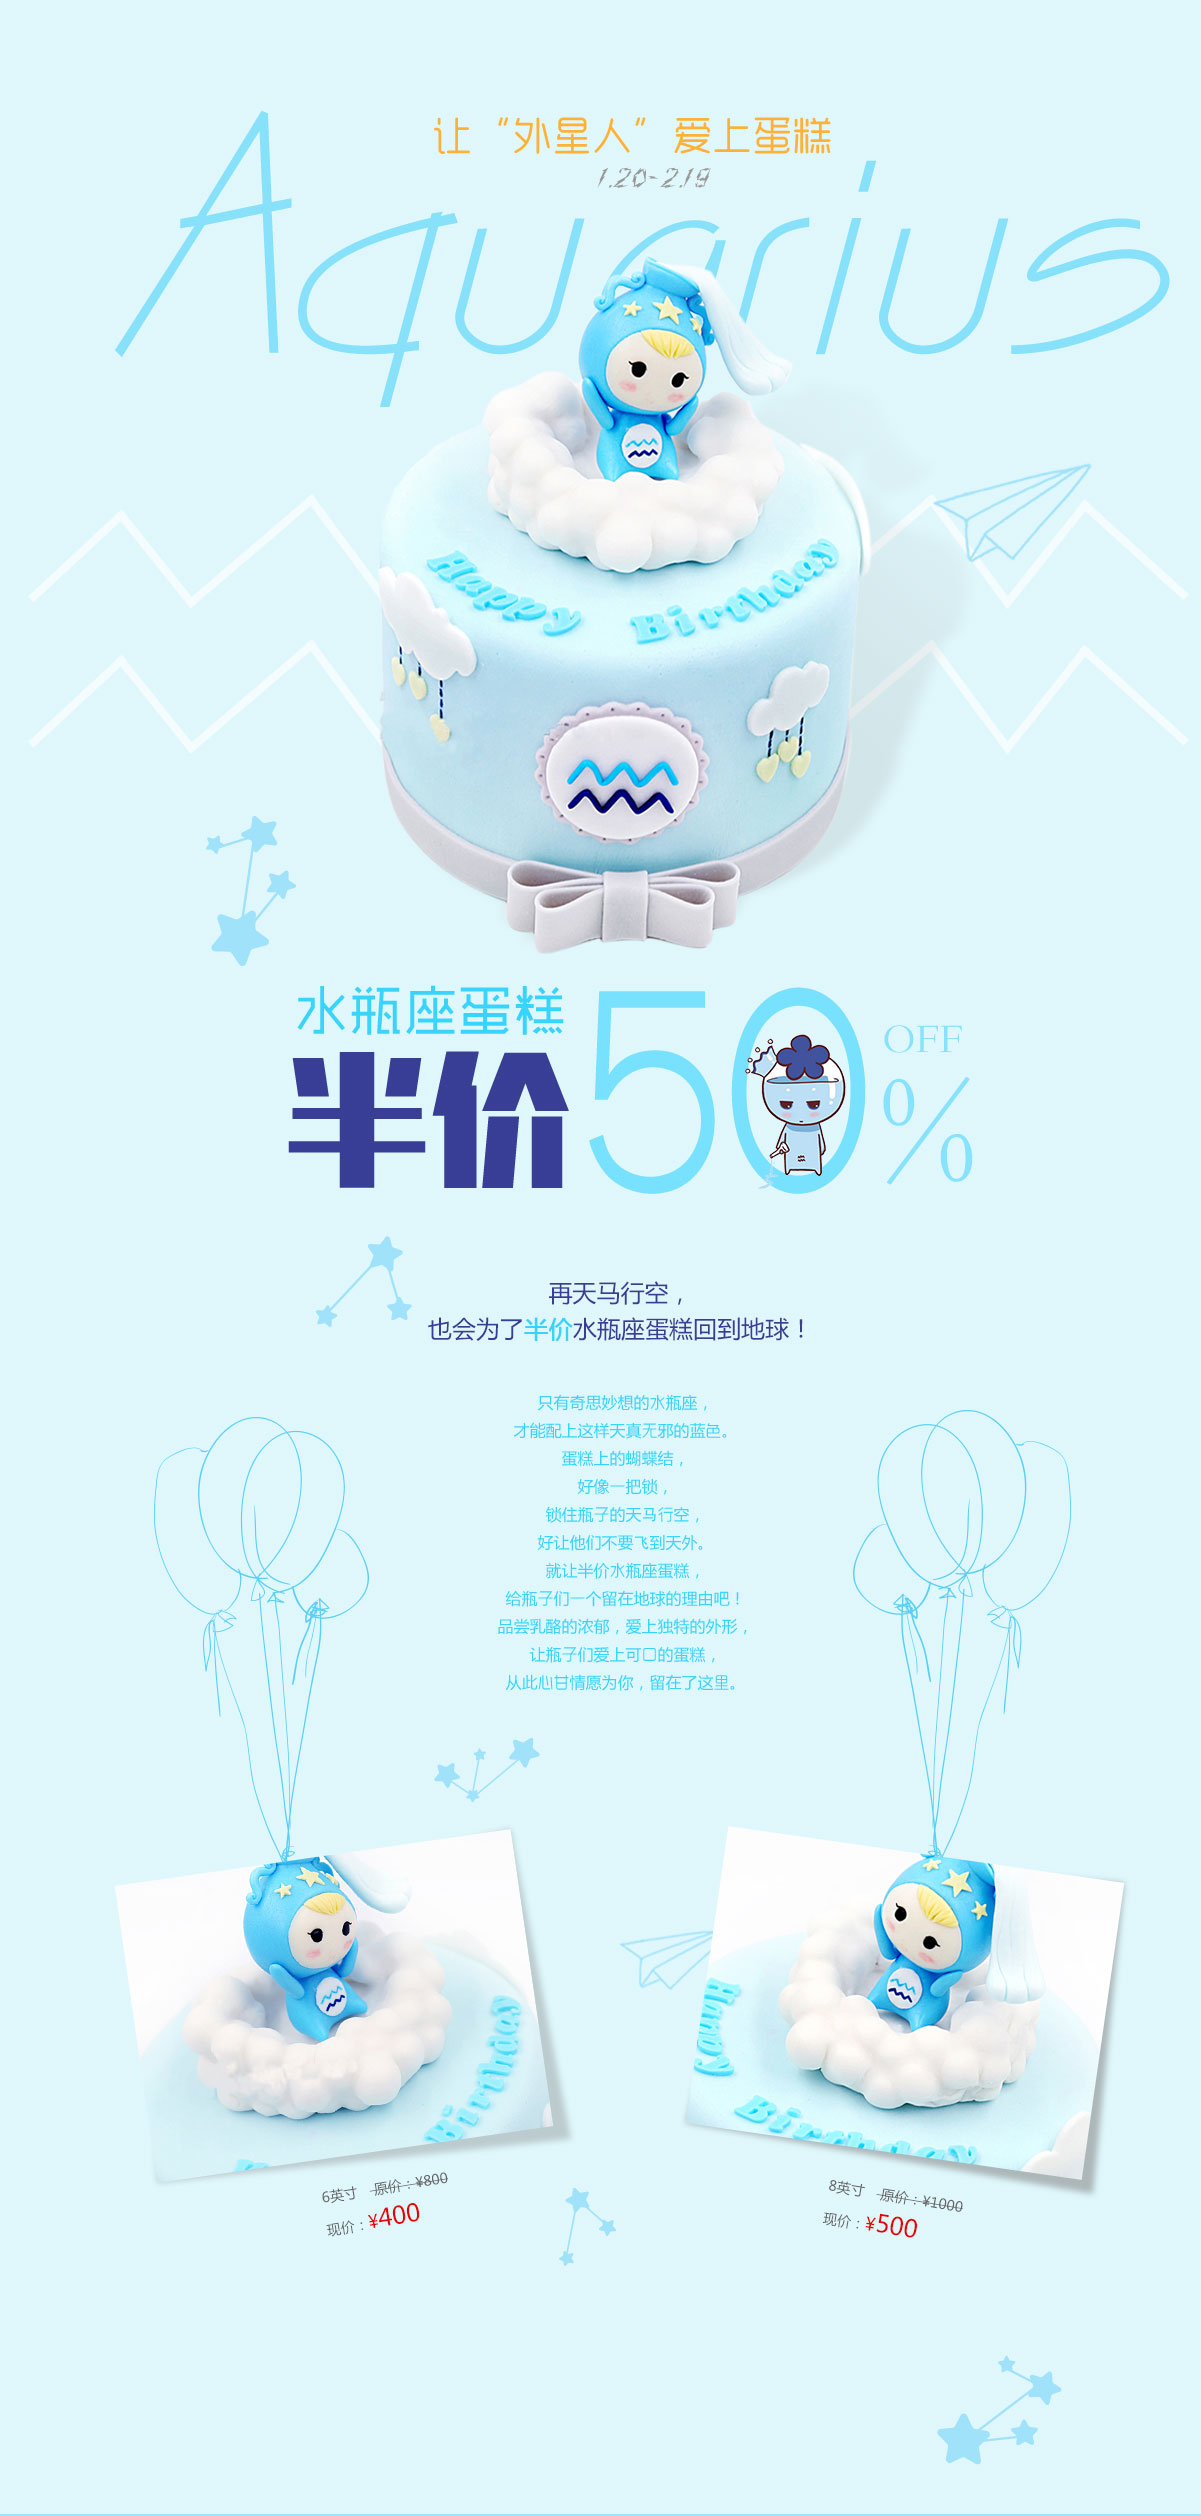 让“外星人”爱上蛋糕
1.20-2.19
Aquarius
Happy Birthday
水瓶座蛋糕
半价
50% OFF
再天马行空，
也会为了半价水瓶座蛋糕回到地球！
只有奇思妙想的水瓶座，
才能配上这样天真无邪的蓝色。
蛋糕上的蝴蝶结，
好像一把锁，
锁住瓶子的天马行空，
好让他们不要飞到天外。
就让半价水瓶座蛋糕，
给瓶子们一个留在地球的理由吧！
品尝乳酪的浓郁，爱上独特的外形，
让瓶子们爱上可口的蛋糕，
从此心甘情愿为你，留在了这里。
Birthday
Happy
Birthday
6英寸 原价：¥800
现价：¥400
8英寸 原价：¥1000
现价：¥500